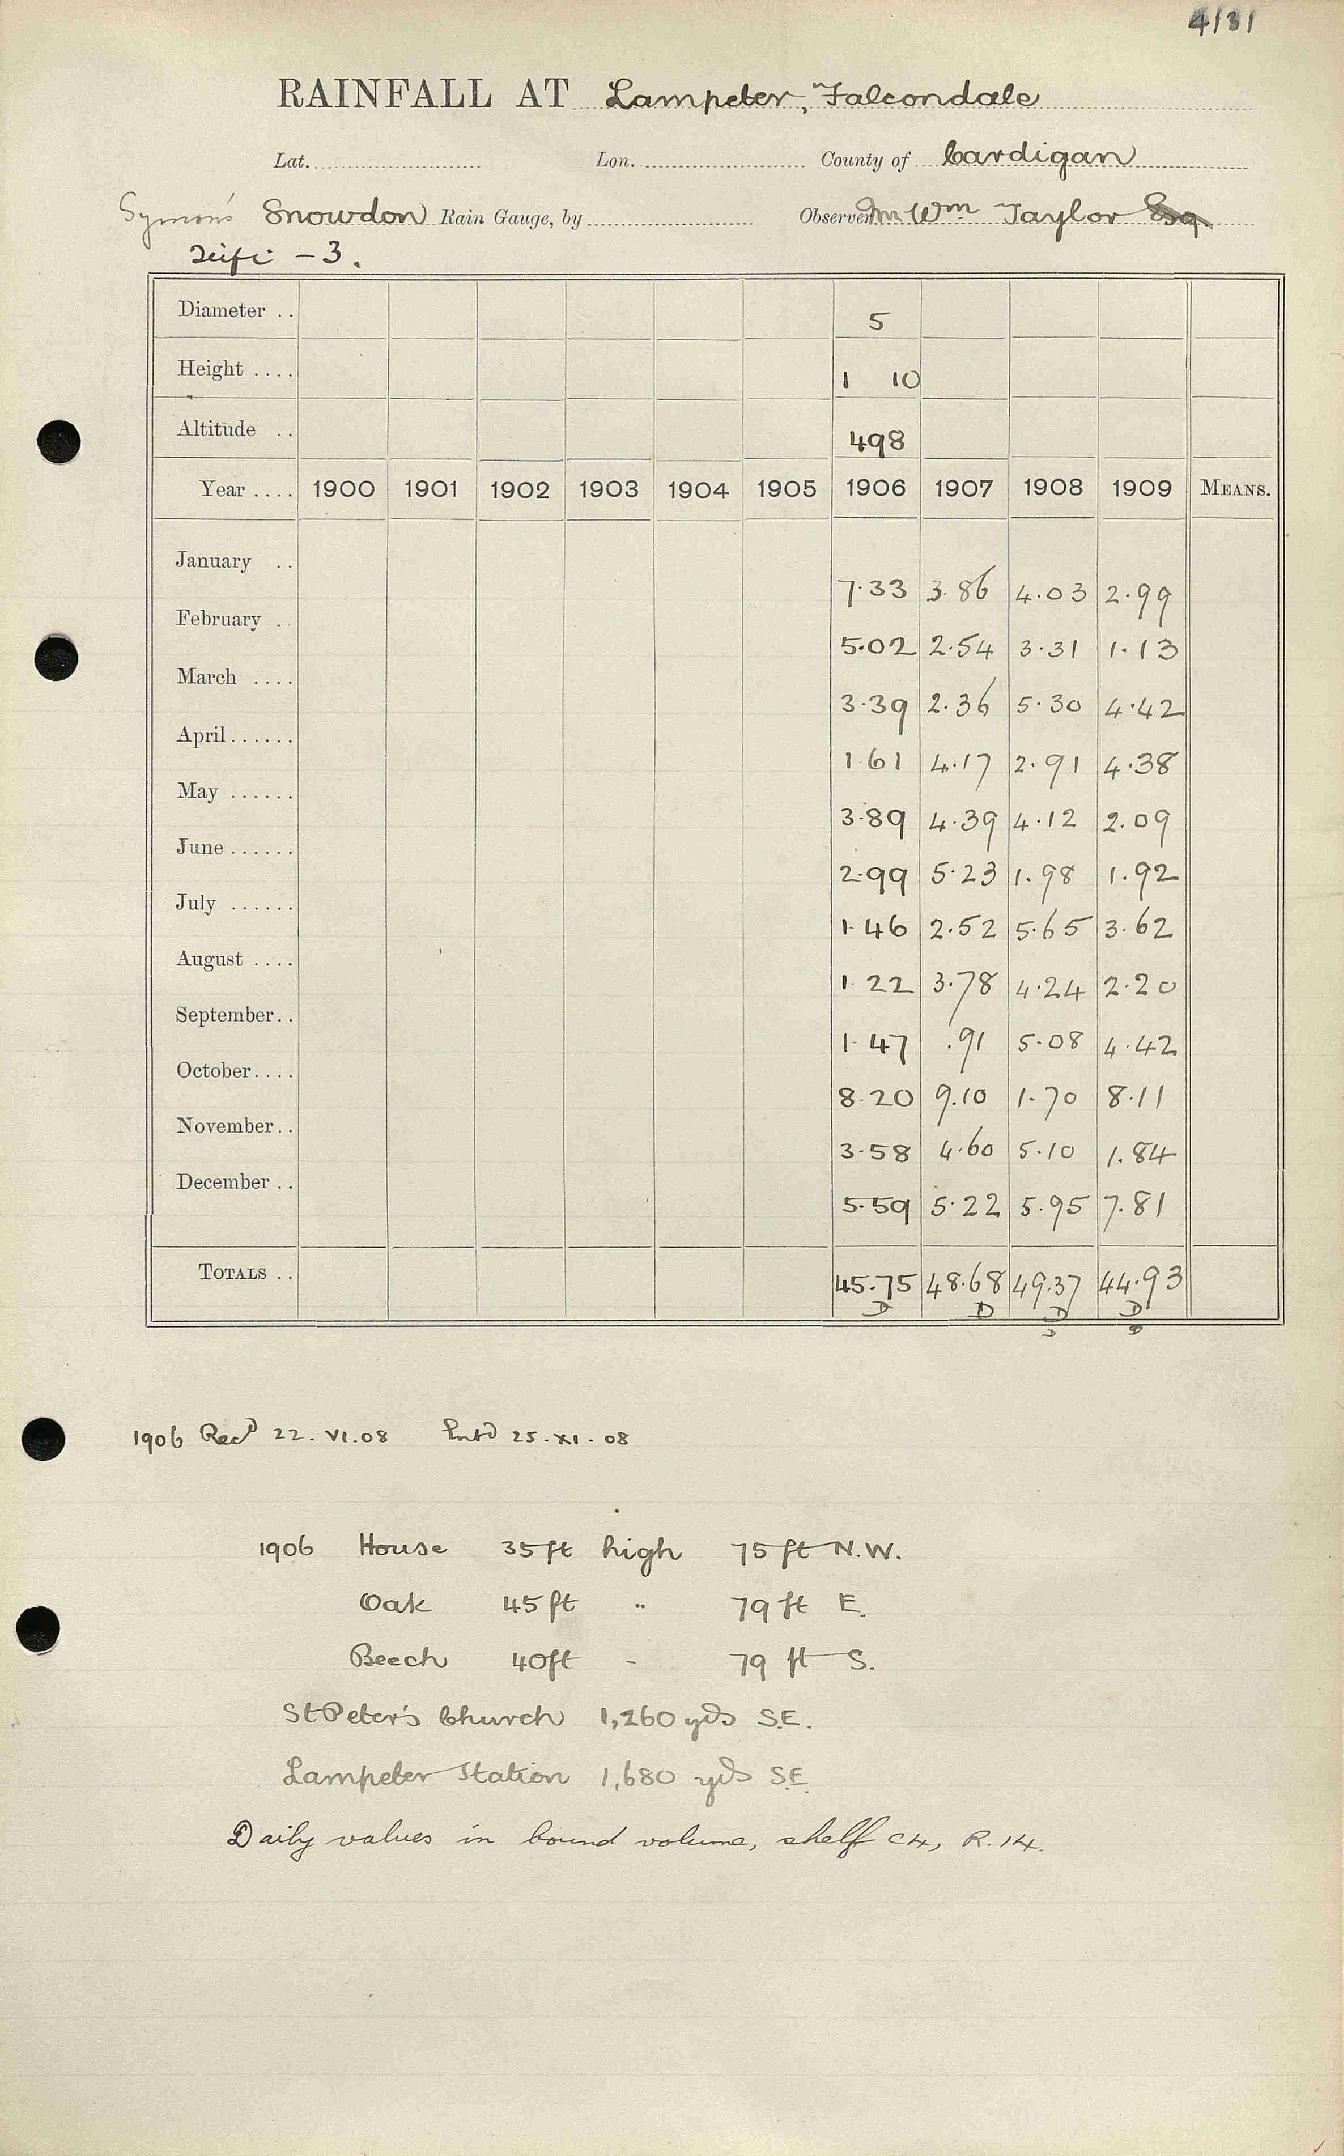 4131
RAINFALL AT Lampeter, Falcondale
Lat. Lon. County of Cardigan
Symon's Snowdon Rain Gauge, by Observer Mr Wm Taylor Esq.
Teifi - 3.
Diameter .. 5
Height .... 1 10
Altitude .. 498
Year .... 1900 1901 1902 1903 1904 1905 1906 1907 1908 1909 MEANS.
January .. 7.33 3.86 4.03 2.99
February .. 5.02 2.54 3.31 1.13
March .... 3.39 2.36 5.30 4.42
April...... 1.61 4.17 2.91 4.38
May ...... 3.89 4.39 4.12 2.09
June ...... 2.99 5.23 1.98 1.92
July ...... 1.46 2.52 5.65 3.62
August .... 1.22 3.78 4.24 2.20
September.. 1.47 .91 5.08 4.42
October.... 8.20 9.10 1.70 8.11
November.. 3.58 4.60 5.10 1.84
December .. 5.59 5.22 5.95 7.81
TOTALS .. 45.75 48.68 49.37 44.93
D D D D
1906 Recd 22. VI. 08 Entd 25. XI. 08
1906 House 35 ft high 75 ft N.W.
Oak 45 ft " 79 ft E.
Beech 40 ft " 79 ft S.
St Peter's Church 1,260 yds S.E.
Lampeter Station 1,680 yds S.E.
Daily values in bound volume, shelf C4, R.14.